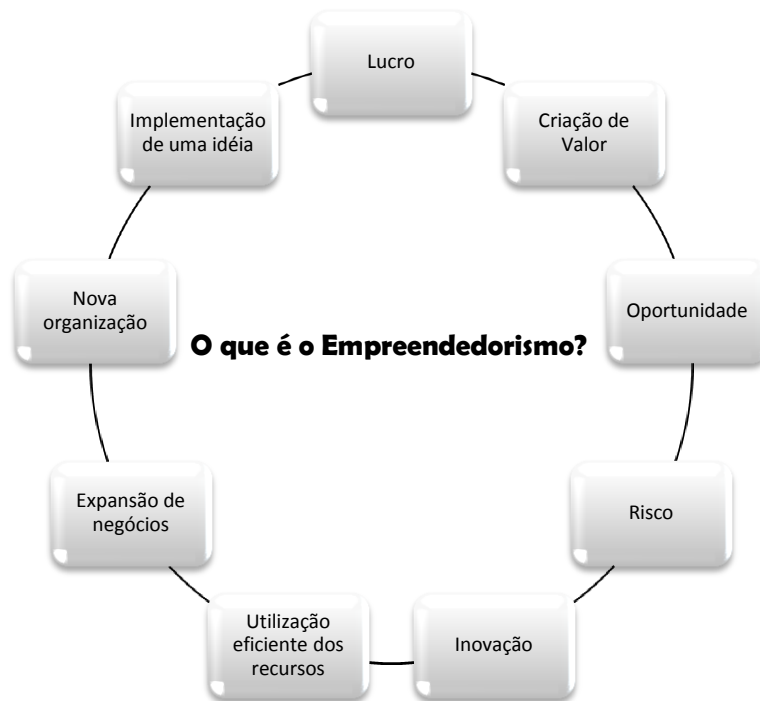 Lucro
Criação de
Valor
Oportunidade
Risco
Inovação
Utilização
eficiente dos
recursos
Expansão de
negócios
Nova
organização
Implementação
de uma idéia
O que é o Empreendedorismo?